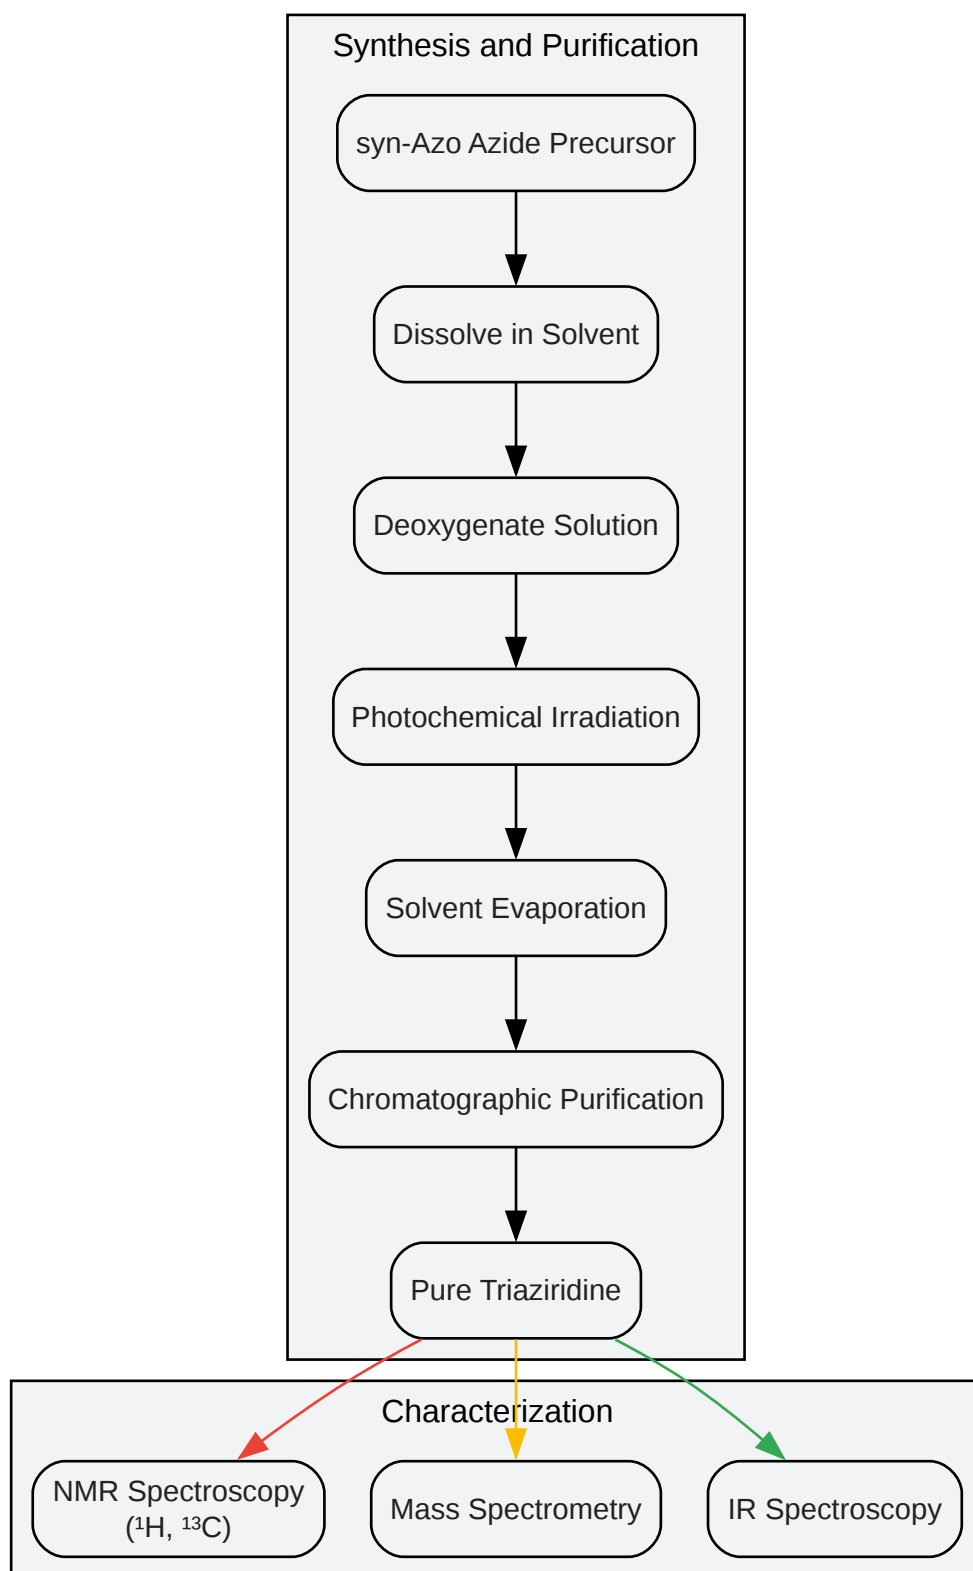 Synthesis and Purification
syn-Azo Azide Precursor
Dissolve in Solvent
Deoxygenate Solution
Photochemical Irradiation
Solvent Evaporation
Chromatographic Purification
Pure Triaziridine
Characterization
NMR Spectroscopy
(¹H, ¹³C)
Mass Spectrometry
IR Spectroscopy